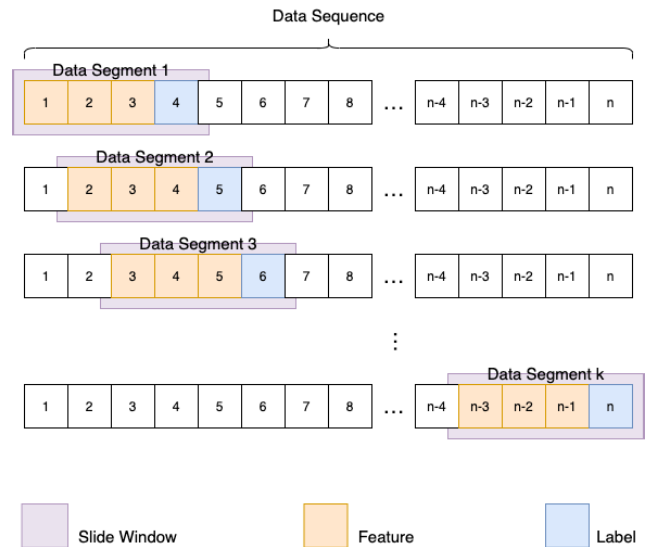 Data Sequence
Data Segment 1
1 2 3 4 5 6 7 8 ... n-4 n-3 n-2 n-1 n
Data Segment 2
1 2 3 4 5 6 7 8 ... n-4 n-3 n-2 n-1 n
Data Segment 3
1 2 3 4 5 6 7 8 ... n-4 n-3 n-2 n-1 n
⋮
Data Segment k
1 2 3 4 5 6 7 8 ... n-4 n-3 n-2 n-1 n
Slide Window Feature Label